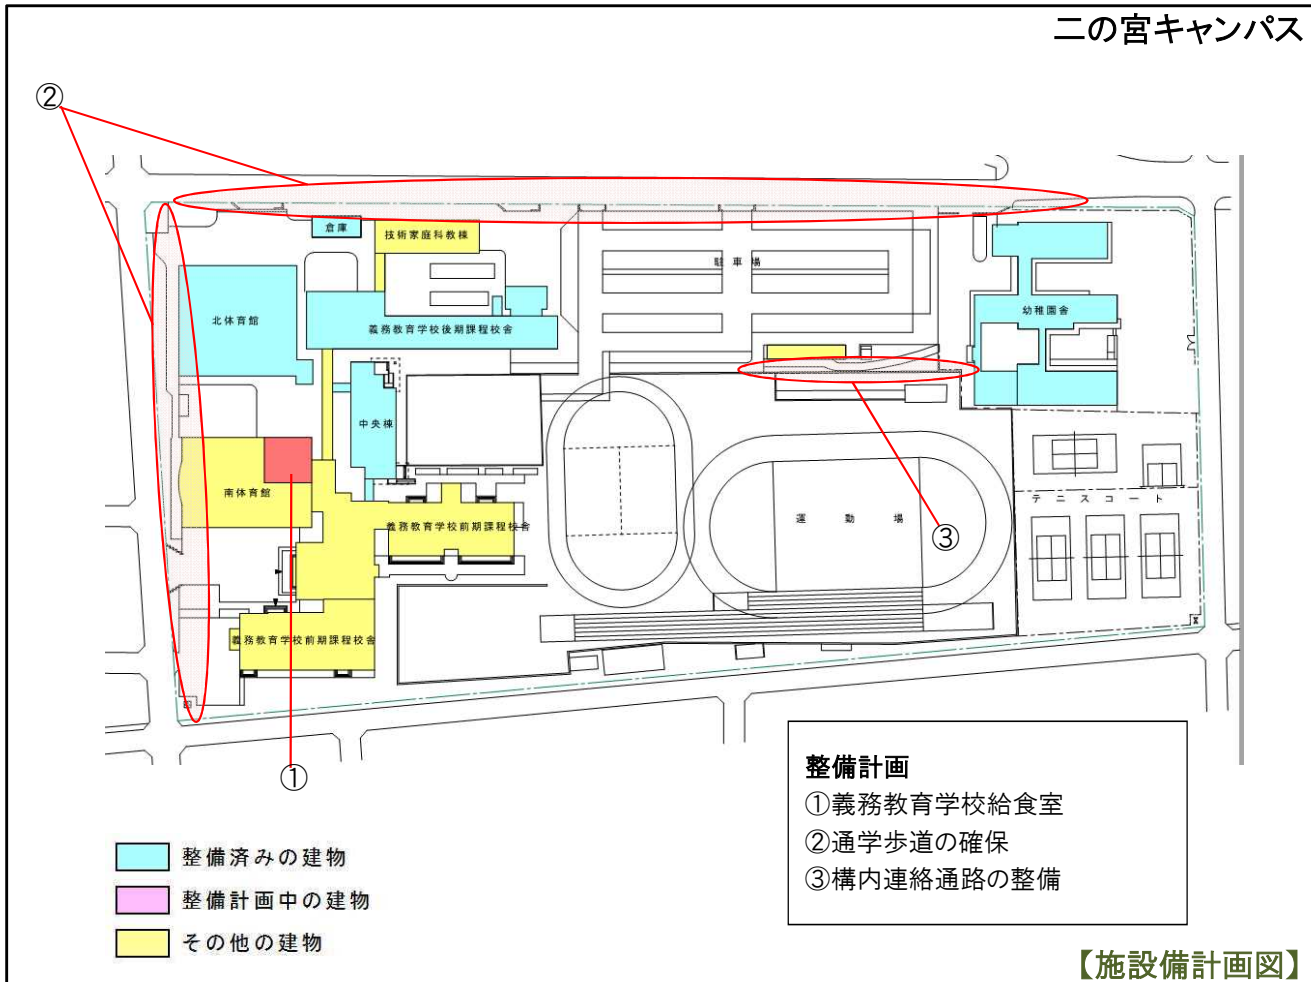 二の宮キャンパス
②
倉庫
技術家庭科教棟
駐車場
北体育館
義務教育学校後期課程校舎
幼稚園舎
中央棟
南体育館
義務教育学校前期課程校舎
運動場
テニスコート
③
義務教育学校前期課程校舎
①
整備計画
①義務教育学校給食室
②通学歩道の確保
③構内連絡通路の整備
整備済みの建物
整備計画中の建物
その他の建物
【施設備計画図】